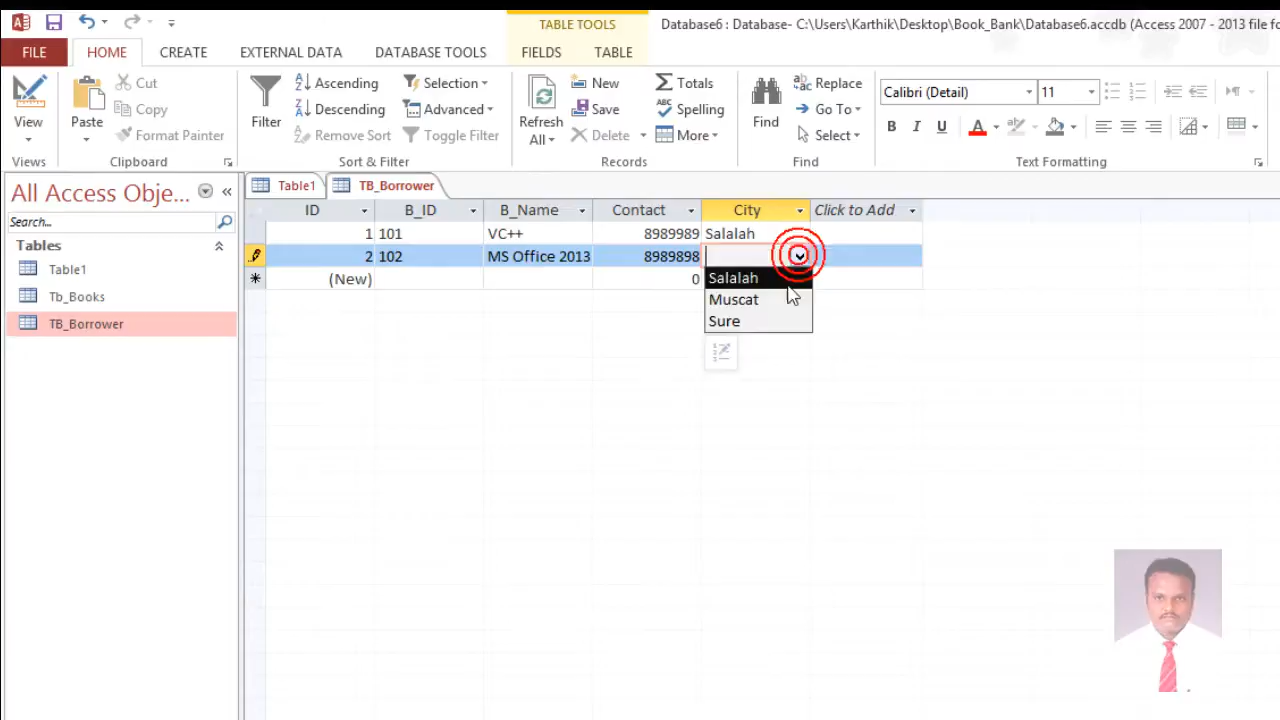 TABLE TOOLS
Database6 : Database- C:\Users\Karthik\Desktop\Book_Bank\Database6.accdb (Access 2007 - 2013 file fo
FILE HOME CREATE EXTERNAL DATA DATABASE TOOLS FIELDS TABLE
View
Views
Paste
Cut
Copy
Format Painter
Clipboard
Filter
Ascending
Descending
Remove Sort
Selection
Advanced
Toggle Filter
Sort & Filter
Refresh
All
New
Save
Delete
Totals
Spelling
More
Records
Find
Replace
Go To
Select
Find
Calibri (Detail) 11
B I U A
Text Formatting
All Access Obje...
Search...
Tables
Table1
Tb_Books
TB_Borrower
Table1 TB_Borrower
ID B_ID B_Name Contact City Click to Add
1 101 VC++ 8989989 Salalah
2 102 MS Office 2013 8989898
(New) 0
Salalah
Muscat
Sure